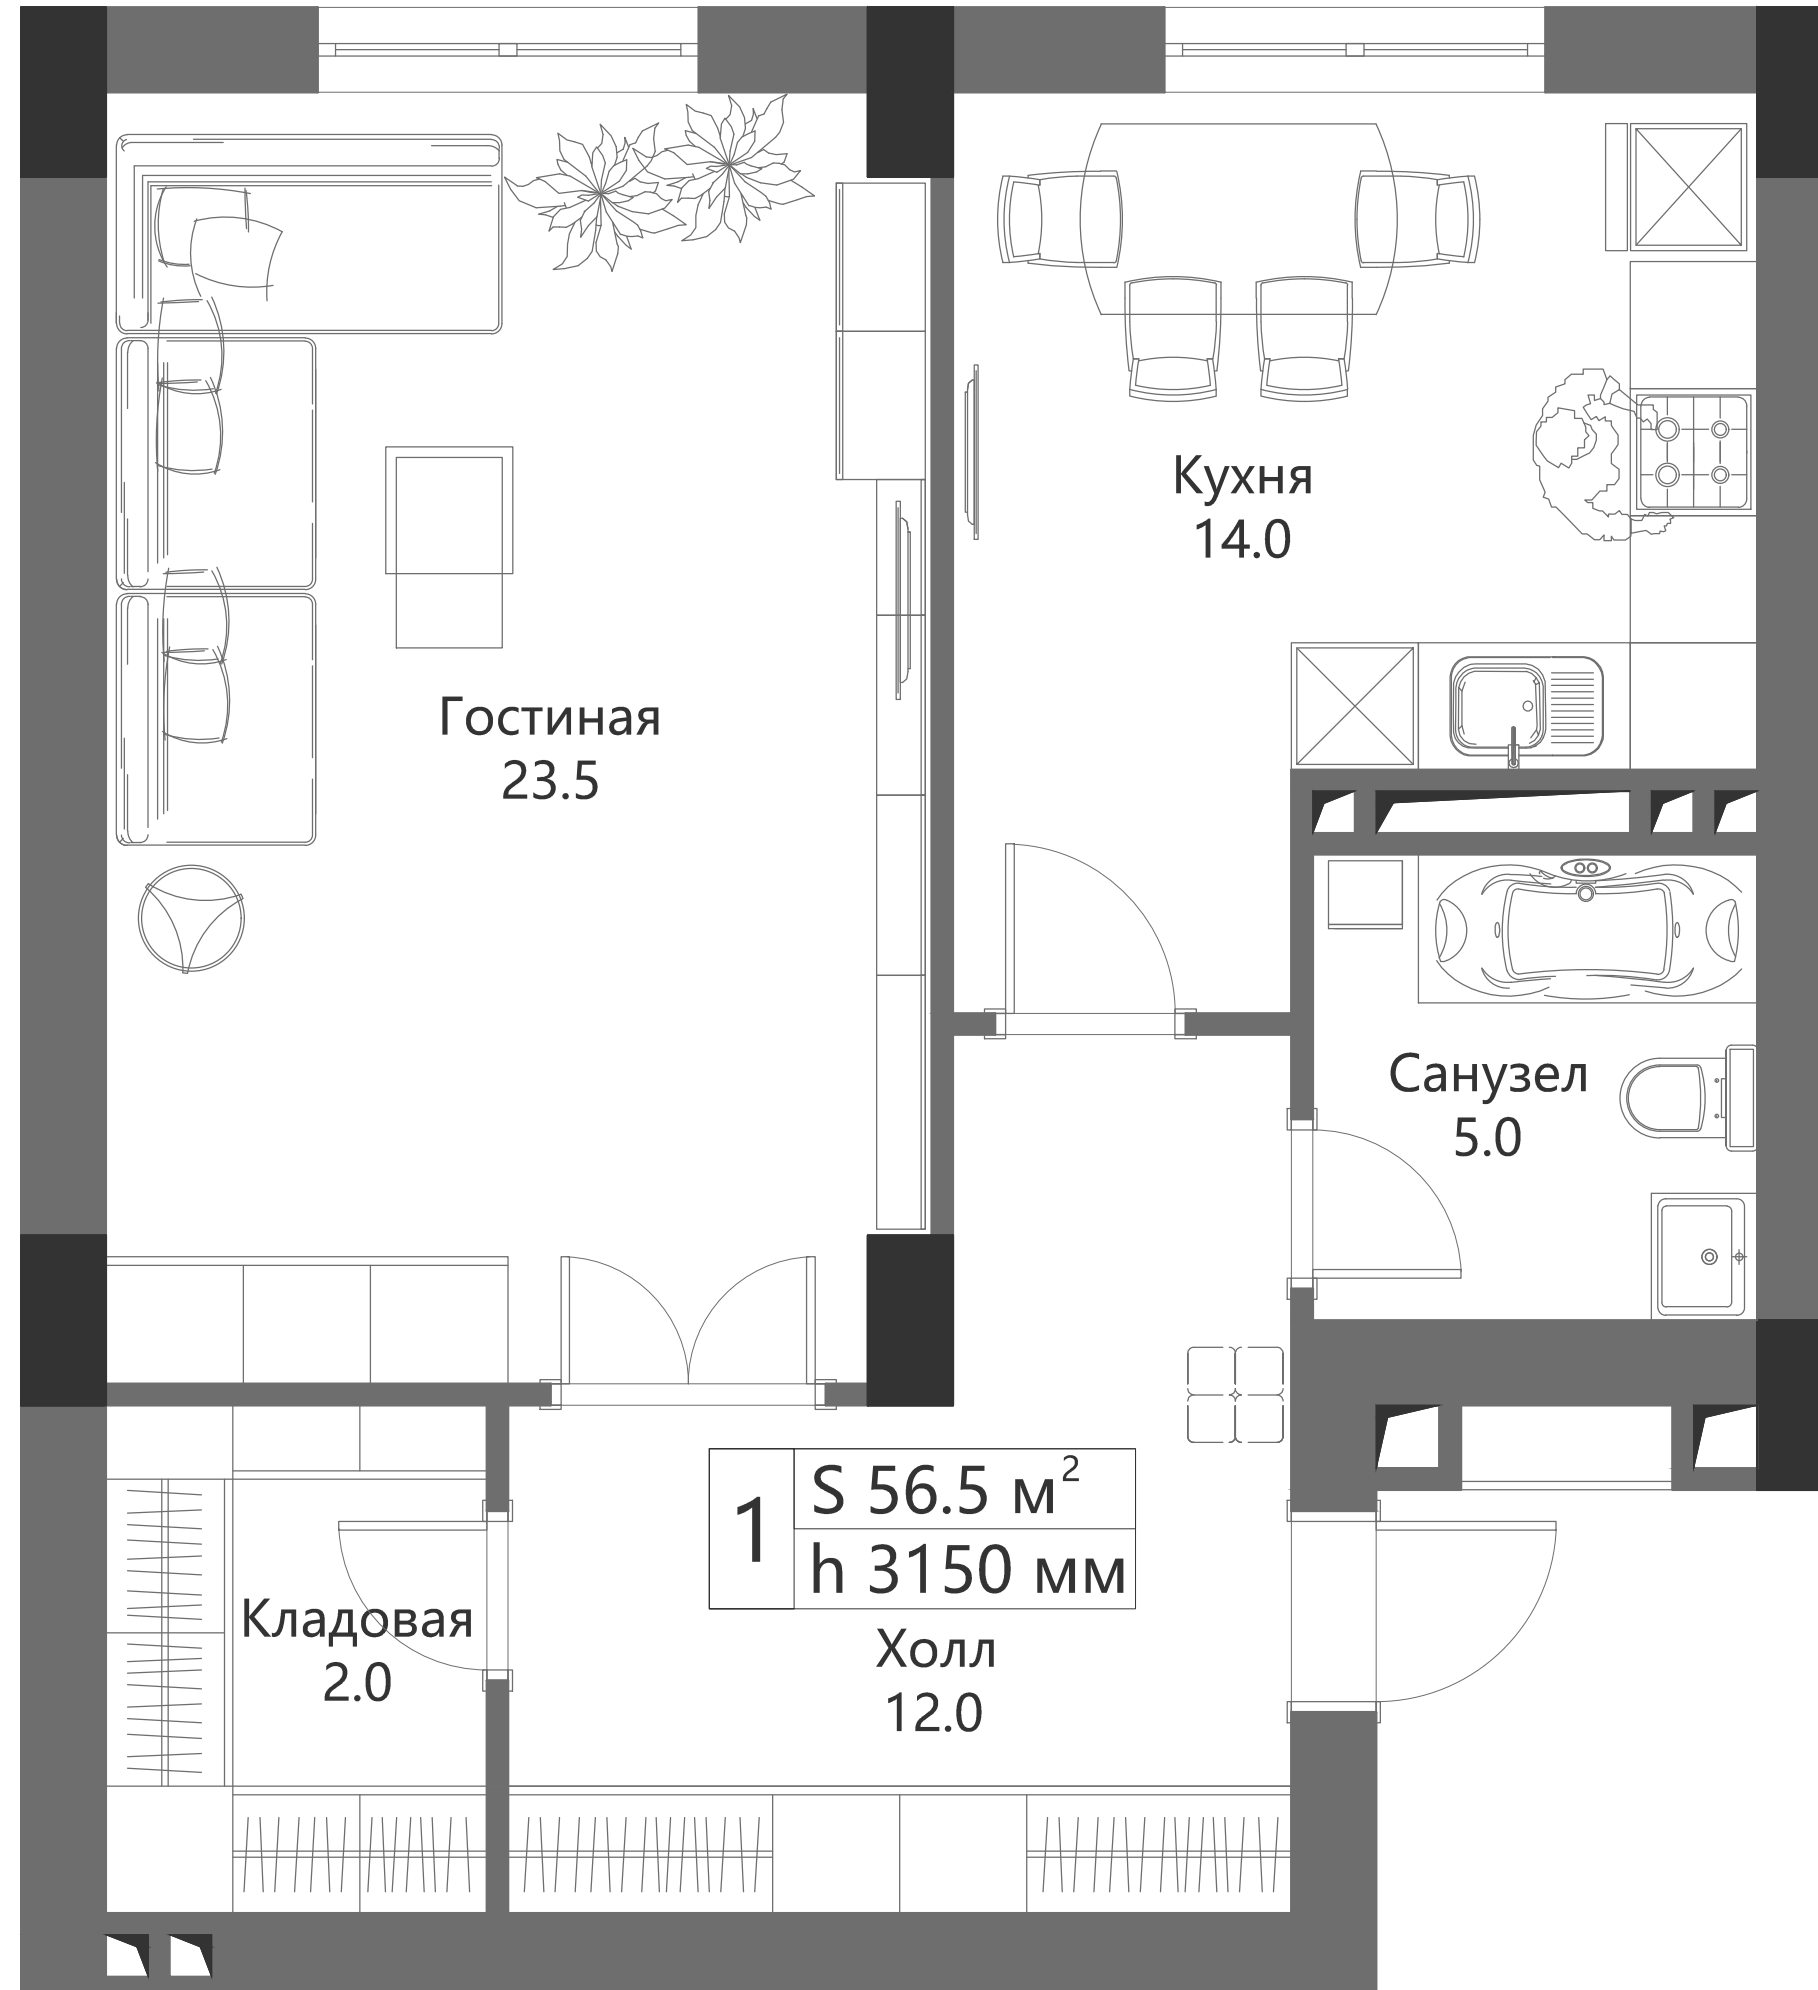 Кухня
14.0
Гостиная
23.5
Санузел
5.0
1
S 56.5 м²
h 3150 мм
Кладовая
2.0
Холл
12.0